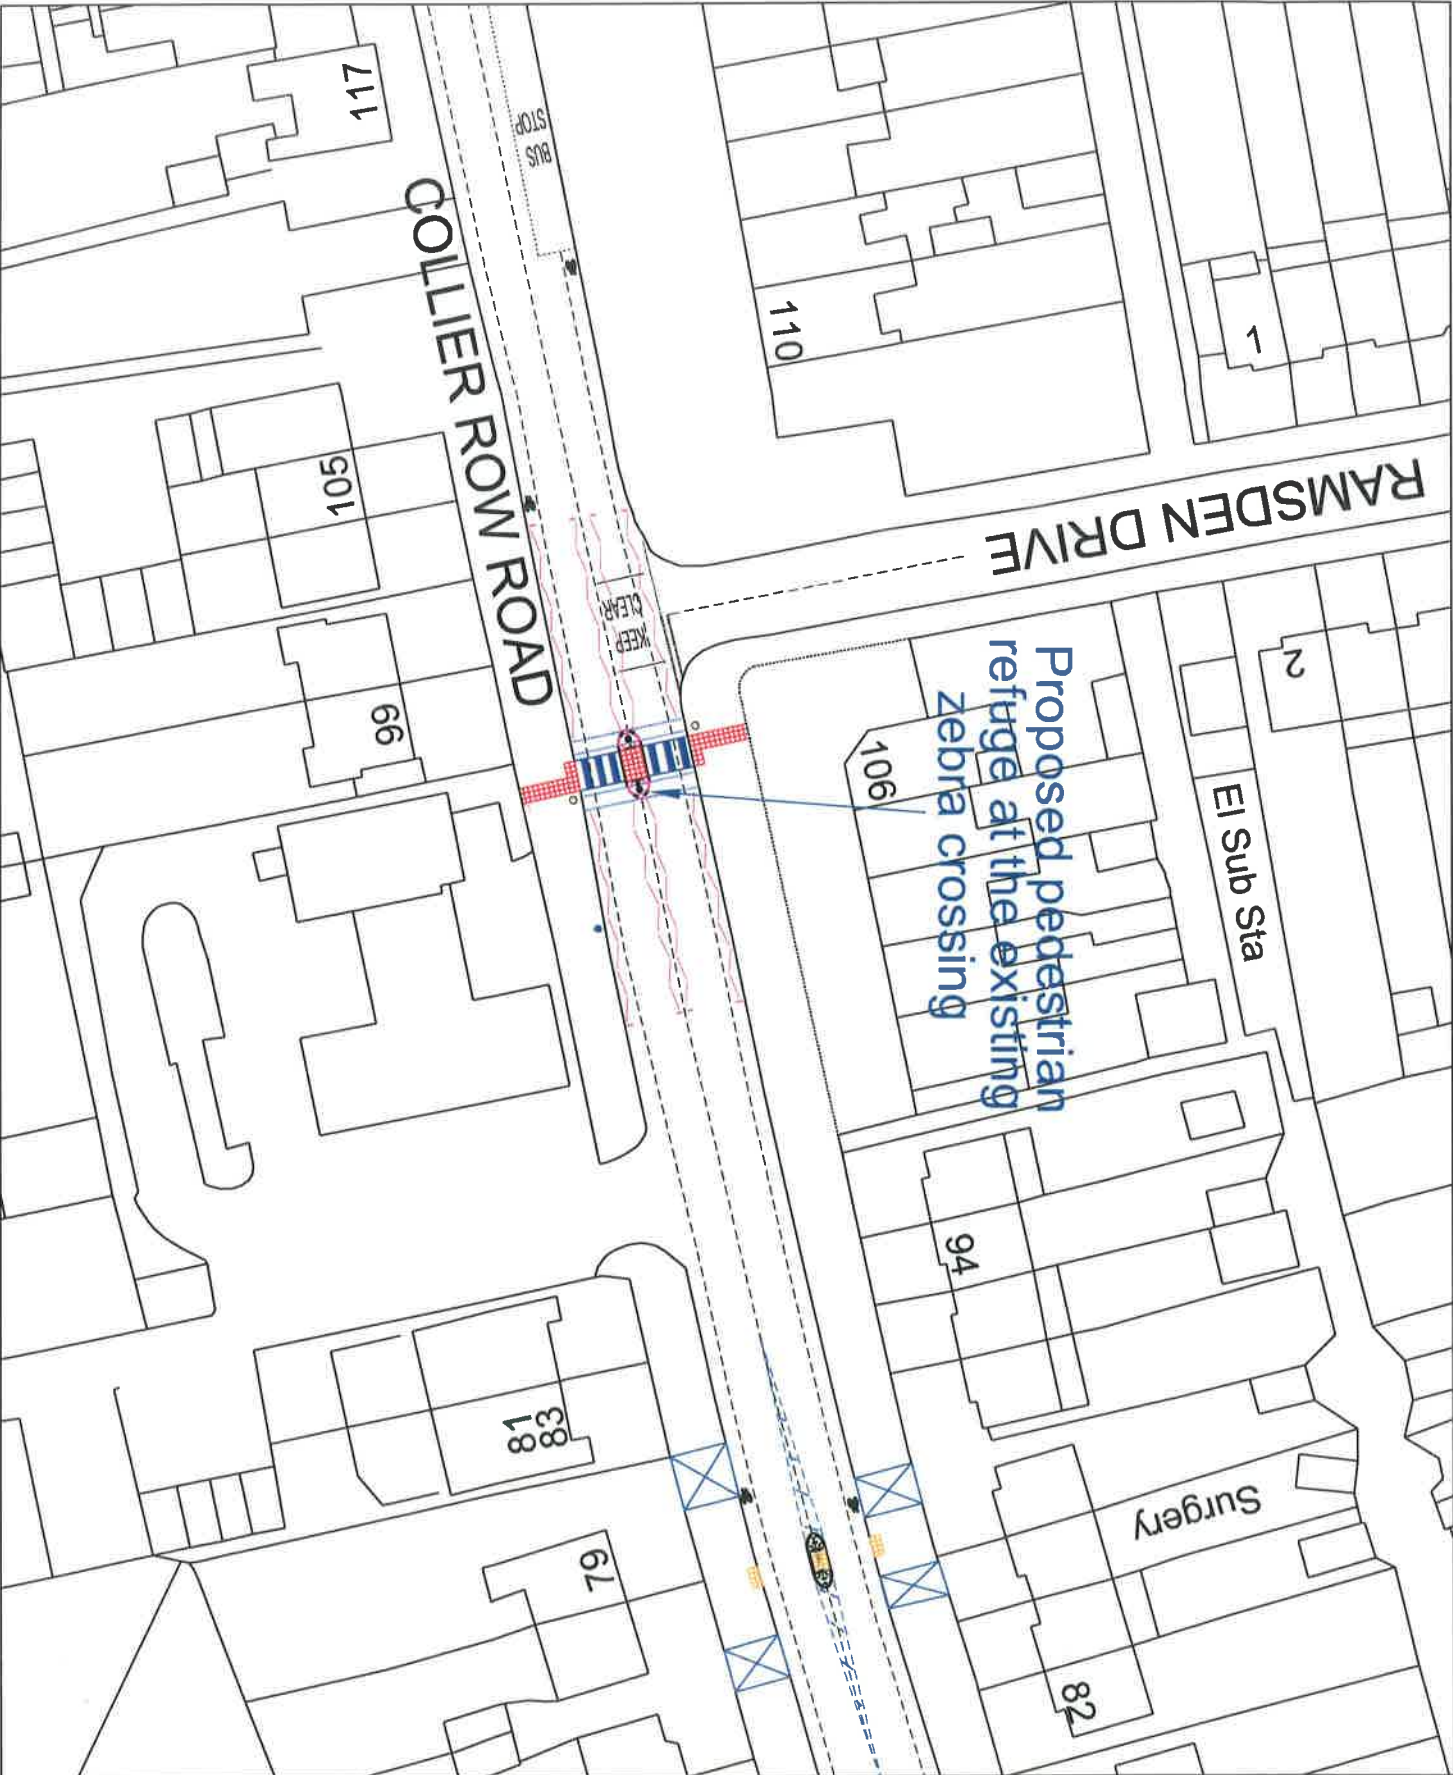 117
BUS
STOP
COLLIER ROW ROAD
110
1
105
RAMSDEN DRIVE
KEEP
CLEAR
99
2
Proposed pedestrian
refuge at the existing
zebra crossing
106
El Sub Sta
94
83
81
Surgery
79
82